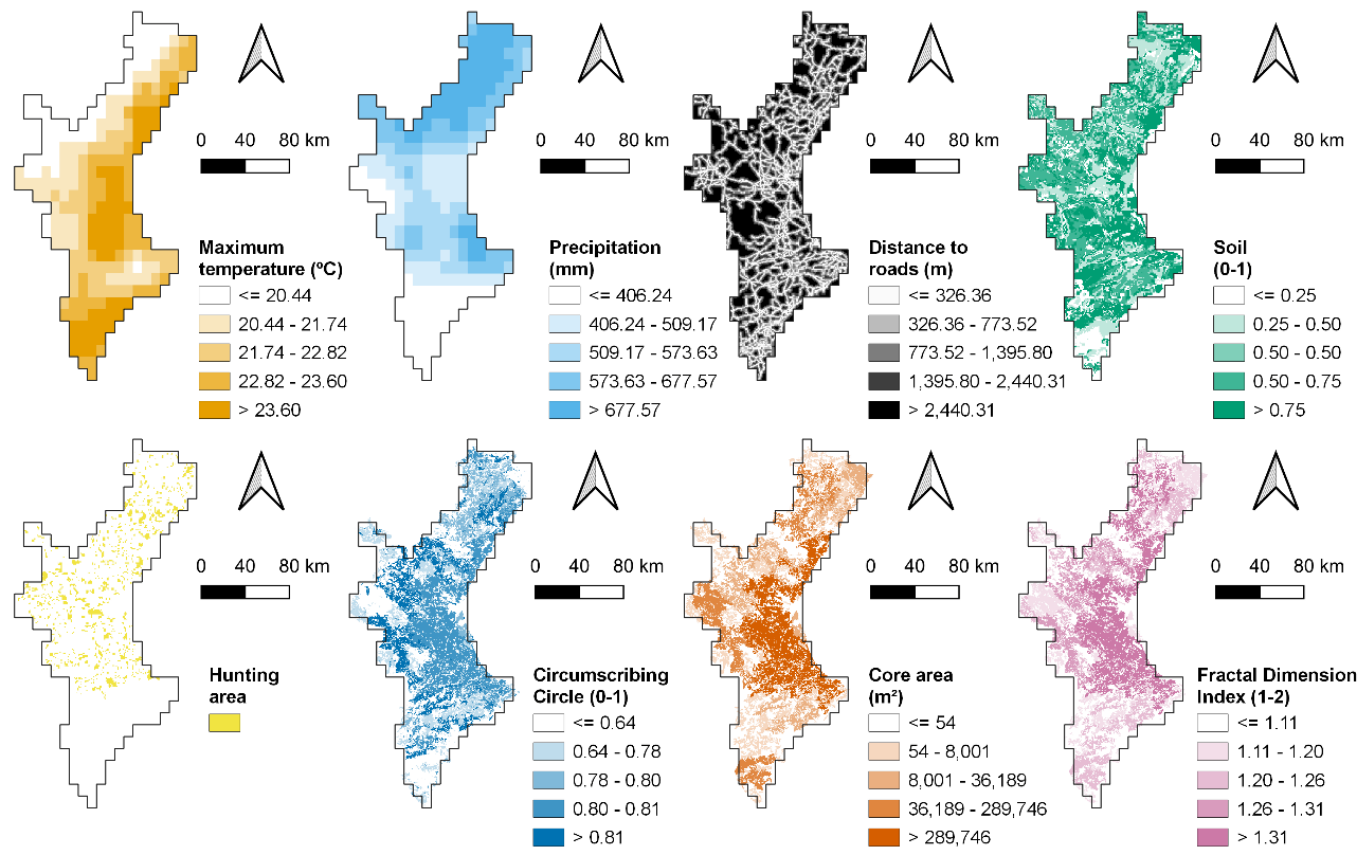 0 40 80 km
Maximum
temperature (ºC)
<= 20.44
20.44 - 21.74
21.74 - 22.82
22.82 - 23.60
> 23.60
0 40 80 km
Precipitation
(mm)
<= 406.24
406.24 - 509.17
509.17 - 573.63
573.63 - 677.57
> 677.57
0 40 80 km
Distance to
roads (m)
<= 326.36
326.36 - 773.52
773.52 - 1,395.80
1,395.80 - 2,440.31
> 2,440.31
0 40 80 km
Soil
(0-1)
<= 0.25
0.25 - 0.50
0.50 - 0.50
0.50 - 0.75
> 0.75
0 40 80 km
Hunting
area
0 40 80 km
Circumscribing
Circle (0-1)
<= 0.64
0.64 - 0.78
0.78 - 0.80
0.80 - 0.81
> 0.81
0 40 80 km
Core area
(m²)
<= 54
54 - 8,001
8,001 - 36,189
36,189 - 289,746
> 289,746
0 40 80 km
Fractal Dimension
Index (1-2)
<= 1.11
1.11 - 1.20
1.20 - 1.26
1.26 - 1.31
> 1.31